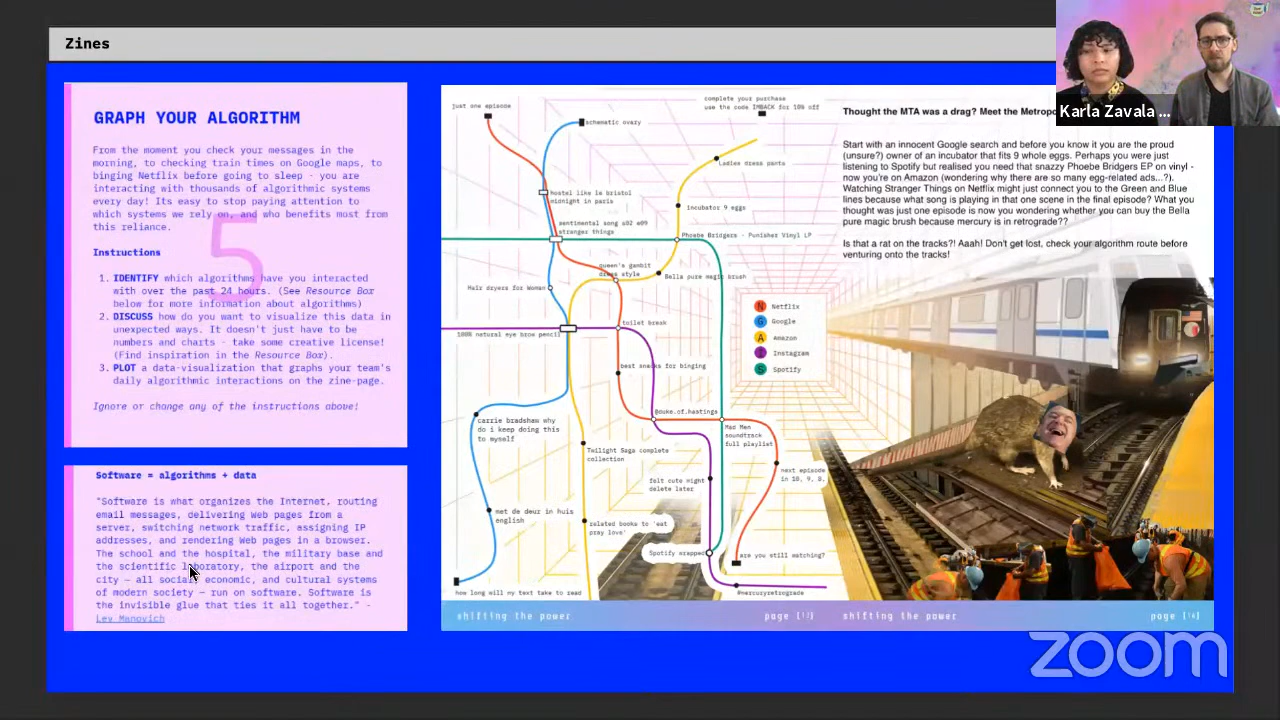 Zines
Karla Zavala ...
GRAPH YOUR ALGORITHM
From the moment you check your messages in the
morning, to checking train times on Google maps, to
binging Netflix before going to sleep - you are
interacting with thousands of algorithmic systems
every day! Its easy to stop paying attention to
which systems we rely on, and who benefits most from
this reliance.
5
Instructions
1. IDENTIFY which algorithms have you interacted
with over the past 24 hours. (See Resource Box
below for more information about algorithms)
2. DISCUSS how do you want to visualize this data in
unexpected ways. It doesn't just have to be
numbers and charts - take some creative license!
(Find inspiration in the Resource Box).
3. PLOT a data-visualization that graphs your team's
daily algorithmic interactions on the zine-page.
Ignore or change any of the instructions above!
Software = algorithms + data
"Software is what organizes the Internet, routing
email messages, delivering Web pages from a
server, switching network traffic, assigning IP
addresses, and rendering Web pages in a browser.
The school and the hospital, the military base and
the scientific laboratory, the airport and the
city — all social, economic, and cultural systems
of modern society — run on software. Software is
the invisible glue that ties it all together." -
Lev Manovich
just one episode
schematic ovary
complete your purchase
use the code IMBACK for 10% off
Ladies dress pants
hostel like le bristol
midnight in paris
incubator 9 eggs
sentimental song s02 e09
stranger things
Phoebe Bridgers - Punisher Vinyl LP
queen's gambit
dress style
Bella pure magic brush
Hair dryers for Woman
toilet break
100% natural eye brow pencil
best snacks for binging
@duke.of.hastings
carrie bradshaw why
do i keep doing this
to myself
Mad Men
soundtrack
full playlist
Twilight Saga complete
collection
next episode
in 10, 9, 8.
felt cute might
delete later
met de deur in huis
english
related books to 'eat
pray love'
Spotify wrapped
are you still watching?
how long will my text take to read
#mercuryretrograde
N Netflix
G Google
A Amazon
I Instagram
S Spotify
Thought the MTA was a drag? Meet the Metropo
Start with an innocent Google search and before you know it you are the proud
(unsure?) owner of an incubator that fits 9 whole eggs. Perhaps you were just
listening to Spotify but realised you need that snazzy Phoebe Bridgers EP on vinyl -
now you're on Amazon (wondering why there are so many egg-related ads...?).
Watching Stranger Things on Netflix might just connect you to the Green and Blue
lines because what song is playing in that one scene in the final episode? What you
thought was just one episode is now you wondering whether you can buy the Bella
pure magic brush because mercury is in retrograde??
Is that a rat on the tracks?! Aaah! Don't get lost, check your algorithm route before
venturing onto the tracks!
shifting the power
page [17]
shifting the power
zoom